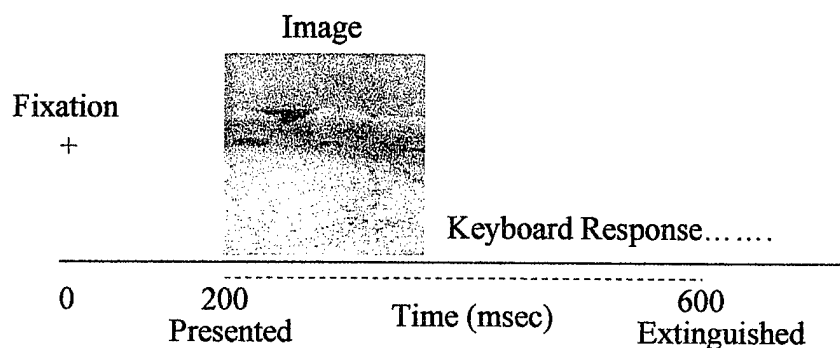 Image
Fixation
+
Keyboard Response.......
0
200
Time (msec)
600
Presented
Extinguished